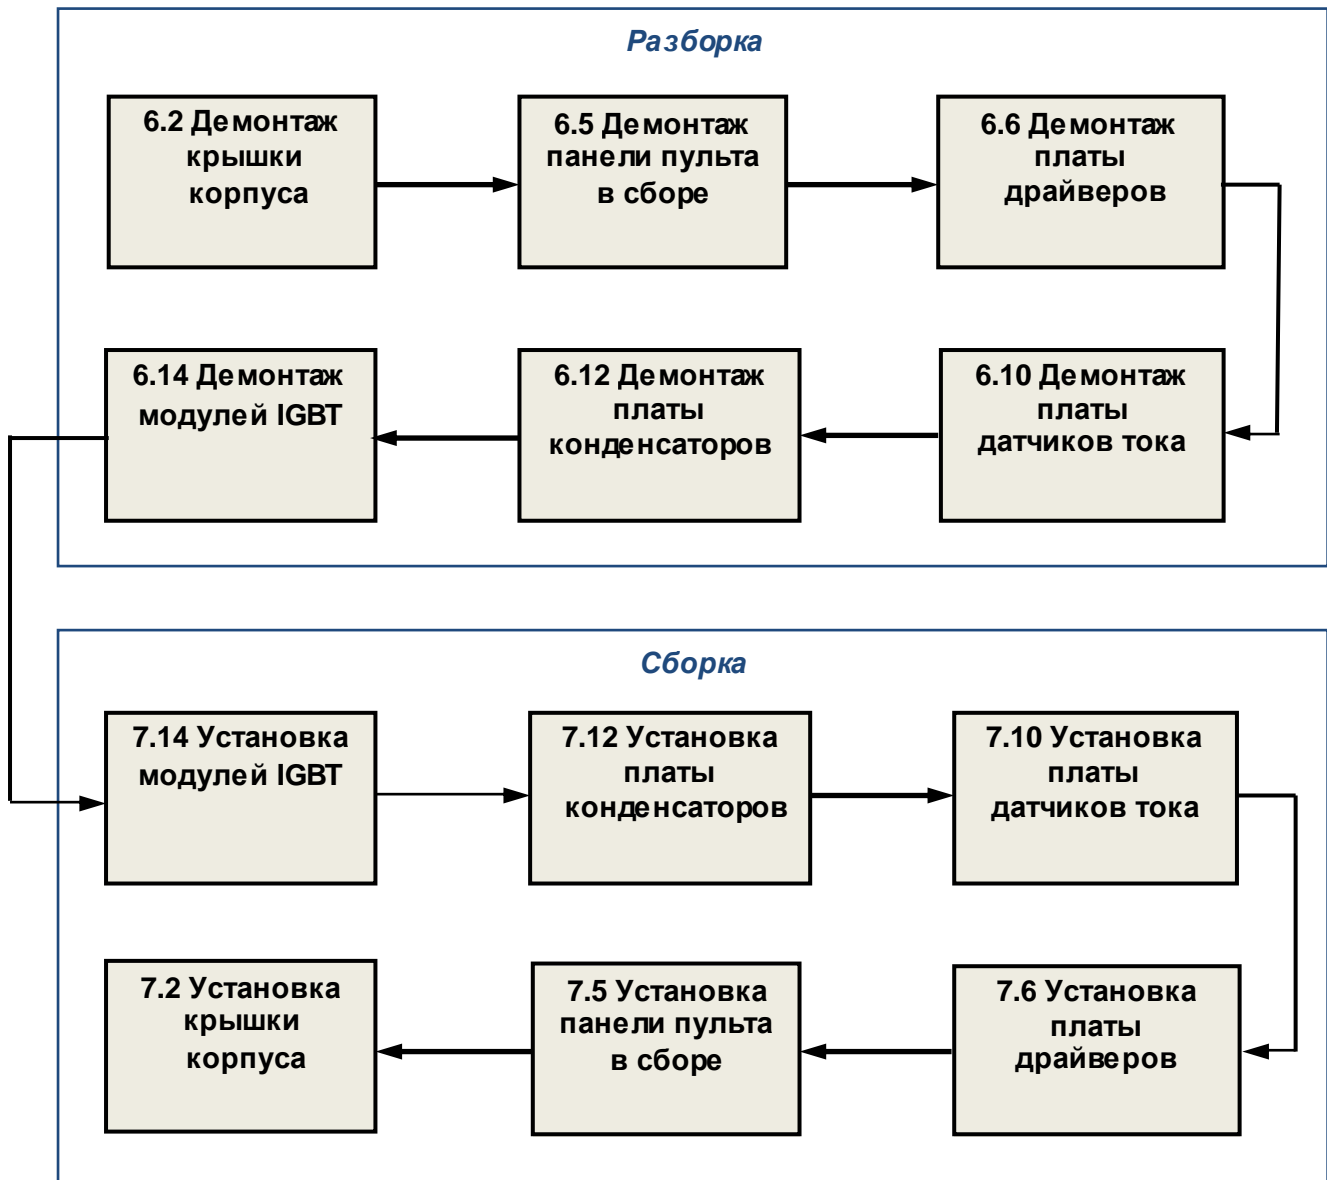 Разборка
6.2 Демонтаж
крышки
корпуса
6.5 Демонтаж
панели пульта
в сборе
6.6 Демонтаж
платы
драйверов
6.14 Демонтаж
модулей IGBT
6.12 Демонтаж
платы
конденсаторов
6.10 Демонтаж
платы
датчиков тока
Сборка
7.14 Установка
модулей IGBT
7.12 Установка
платы
конденсаторов
7.10 Установка
платы
датчиков тока
7.2 Установка
крышки
корпуса
7.5 Установка
панели пульта
в сборе
7.6 Установка
платы
драйверов